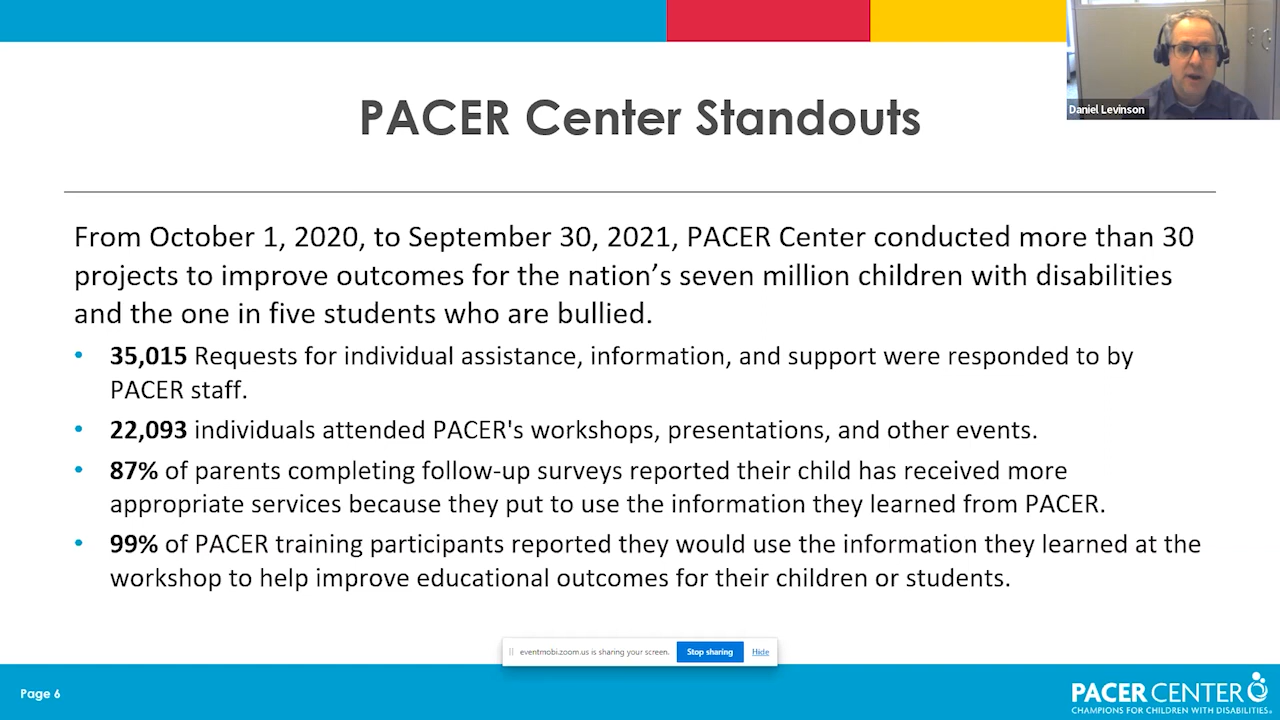 Daniel Levinson
PACER Center Standouts
From October 1, 2020, to September 30, 2021, PACER Center conducted more than 30
projects to improve outcomes for the nation’s seven million children with disabilities
and the one in five students who are bullied.
• 35,015 Requests for individual assistance, information, and support were responded to by
PACER staff.
• 22,093 individuals attended PACER's workshops, presentations, and other events.
• 87% of parents completing follow-up surveys reported their child has received more
appropriate services because they put to use the information they learned from PACER.
• 99% of PACER training participants reported they would use the information they learned at the
workshop to help improve educational outcomes for their children or students.
eventmobi.zoom.us is sharing your screen. Stop sharing Hide
Page 6
PACER CENTER
CHAMPIONS FOR CHILDREN WITH DISABILITIES®